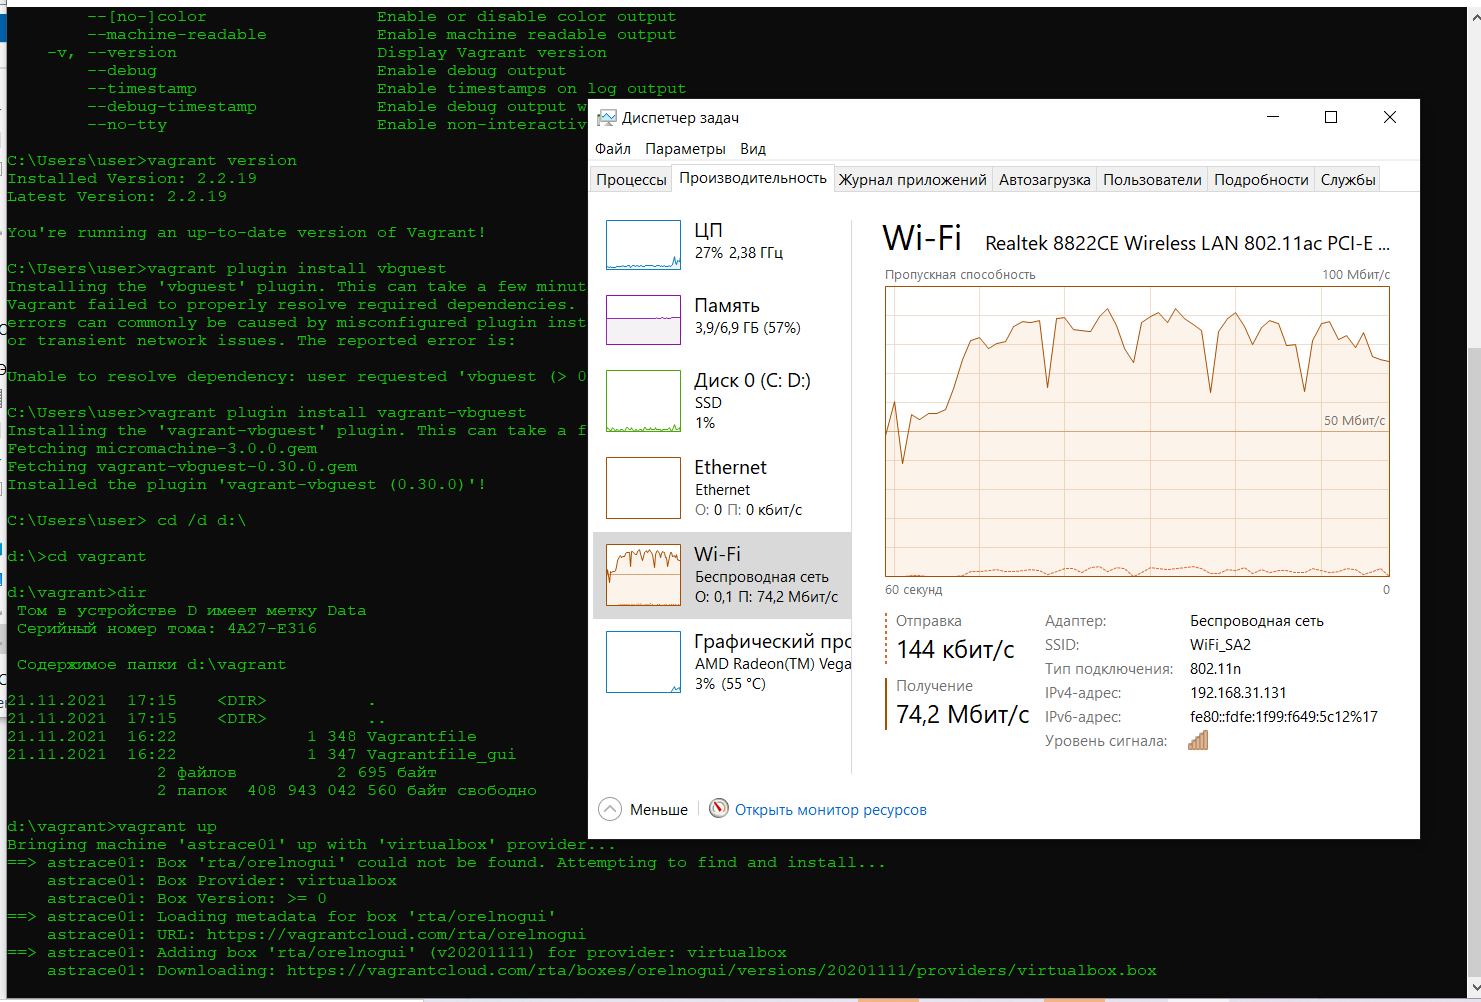 --[no-]color Enable or disable color output
--machine-readable Enable machine readable output
-v, --version Display Vagrant version
--debug Enable debug output
--timestamp Enable timestamps on log output
--debug-timestamp Enable debug output w
--no-tty Enable non-interactiv
C:\Users\user>vagrant version
Installed Version: 2.2.19
Latest Version: 2.2.19
You're running an up-to-date version of Vagrant!
C:\Users\user>vagrant plugin install vbguest
Installing the 'vbguest' plugin. This can take a few minut
Vagrant failed to properly resolve required dependencies.
errors can commonly be caused by misconfigured plugin inst
or transient network issues. The reported error is:
Unable to resolve dependency: user requested 'vbguest (> 0
C:\Users\user>vagrant plugin install vagrant-vbguest
Installing the 'vagrant-vbguest' plugin. This can take a f
Fetching micromachine-3.0.0.gem
Fetching vagrant-vbguest-0.30.0.gem
Installed the plugin 'vagrant-vbguest (0.30.0)'!
C:\Users\user> cd /d d:\
d:\>cd vagrant
d:\vagrant>dir
Том в устройстве D имеет метку Data
Серийный номер тома: 4A27-E316
Содержимое папки d:\vagrant
21.11.2021 17:15 <DIR> .
21.11.2021 17:15 <DIR> ..
21.11.2021 16:22 1 348 Vagrantfile
21.11.2021 16:22 1 347 Vagrantfile_gui
2 файлов 2 695 байт
2 папок 408 943 042 560 байт свободно
d:\vagrant>vagrant up
Bringing machine 'astrace01' up with 'virtualbox' provider...
==> astrace01: Box 'rta/orelnogui' could not be found. Attempting to find and install...
astrace01: Box Provider: virtualbox
astrace01: Box Version: >= 0
==> astrace01: Loading metadata for box 'rta/orelnogui'
astrace01: URL: https://vagrantcloud.com/rta/orelnogui
==> astrace01: Adding box 'rta/orelnogui' (v20201111) for provider: virtualbox
astrace01: Downloading: https://vagrantcloud.com/rta/boxes/orelnogui/versions/20201111/providers/virtualbox.box
Диспетчер задач
Файл Параметры Вид
Процессы Производительность Журнал приложений Автозагрузка Пользователи Подробности Службы
ЦП
27% 2,38 ГГц
Память
3,9/6,9 ГБ (57%)
Диск 0 (C: D:)
SSD
1%
Ethernet
Ethernet
О: 0 П: 0 кбит/с
Wi-Fi
Беспроводная сеть
О: 0,1 П: 74,2 Мбит/с
Графический прс
AMD Radeon(TM) Vega
3% (55 °C)
Wi-Fi Realtek 8822CE Wireless LAN 802.11ac PCI-E ...
Пропускная способность 100 Мбит/с
50 Мбит/с
60 секунд 0
Отправка
144 кбит/с
Получение
74,2 Мбит/с
Адаптер: Беспроводная сеть
SSID: WiFi_SA2
Тип подключения: 802.11n
IPv4-адрес: 192.168.31.131
IPv6-адрес: fe80::fdfe:1f99:f649:5c12%17
Уровень сигнала:
Меньше Открыть монитор ресурсов